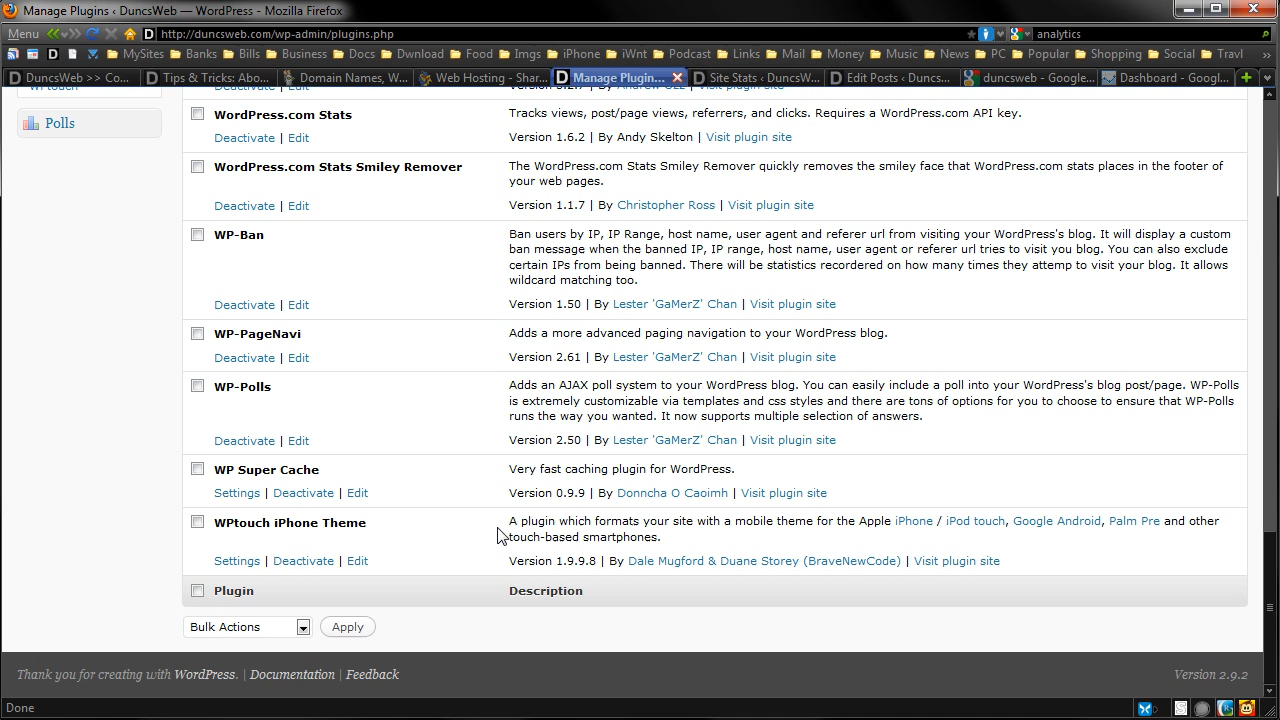 Manage Plugins ‹ DuncsWeb — WordPress - Mozilla Firefox
Menu http://duncsweb.com/wp-admin/plugins.php analytics
MySites Banks Bills Business Docs Dwnload Food Imgs iPhone iWnt Podcas Links Mail Money Music News PC Popular Shopping Social Travl
DuncsWeb >> Co... Tips & Tricks: Abo... Domain Names, W... Web Hosting - Shar... Manage Plugin... Site Stats ‹ DuncsW... Edit Posts ‹ Duncs... duncsweb - Google... Dashboard - Googl...
WPtouch
Deactivate | Edit
Visit plugin site
Polls
WordPress.com Stats
Tracks views, post/page views, referrers, and clicks. Requires a WordPress.com API key.
Deactivate | Edit
Version 1.6.2 | By Andy Skelton | Visit plugin site
WordPress.com Stats Smiley Remover
The WordPress.com Stats Smiley Remover quickly removes the smiley face that WordPress.com stats places in the footer of
your web pages.
Deactivate | Edit
Version 1.1.7 | By Christopher Ross | Visit plugin site
WP-Ban
Ban users by IP, IP Range, host name, user agent and referer url from visiting your WordPress's blog. It will display a custom
ban message when the banned IP, IP range, host name, user agent or referer url tries to visit you blog. You can also exclude
certain IPs from being banned. There will be statistics recordered on how many times they attemp to visit your blog. It allows
wildcard matching too.
Deactivate | Edit
Version 1.50 | By Lester 'GaMerZ' Chan | Visit plugin site
WP-PageNavi
Adds a more advanced paging navigation to your WordPress blog.
Deactivate | Edit
Version 2.61 | By Lester 'GaMerZ' Chan | Visit plugin site
WP-Polls
Adds an AJAX poll system to your WordPress blog. You can easily include a poll into your WordPress's blog post/page. WP-Polls
is extremely customizable via templates and css styles and there are tons of options for you to choose to ensure that WP-Polls
runs the way you wanted. It now supports multiple selection of answers.
Deactivate | Edit
Version 2.50 | By Lester 'GaMerZ' Chan | Visit plugin site
WP Super Cache
Very fast caching plugin for WordPress.
Settings | Deactivate | Edit
Version 0.9.9 | By Donncha O Caoimh | Visit plugin site
WPtouch iPhone Theme
A plugin which formats your site with a mobile theme for the Apple iPhone / iPod touch, Google Android, Palm Pre and other
touch-based smartphones.
Settings | Deactivate | Edit
Version 1.9.9.8 | By Dale Mugford & Duane Storey (BraveNewCode) | Visit plugin site
Plugin
Description
Bulk Actions
Apply
Thank you for creating with WordPress. | Documentation | Feedback
Version 2.9.2
Done